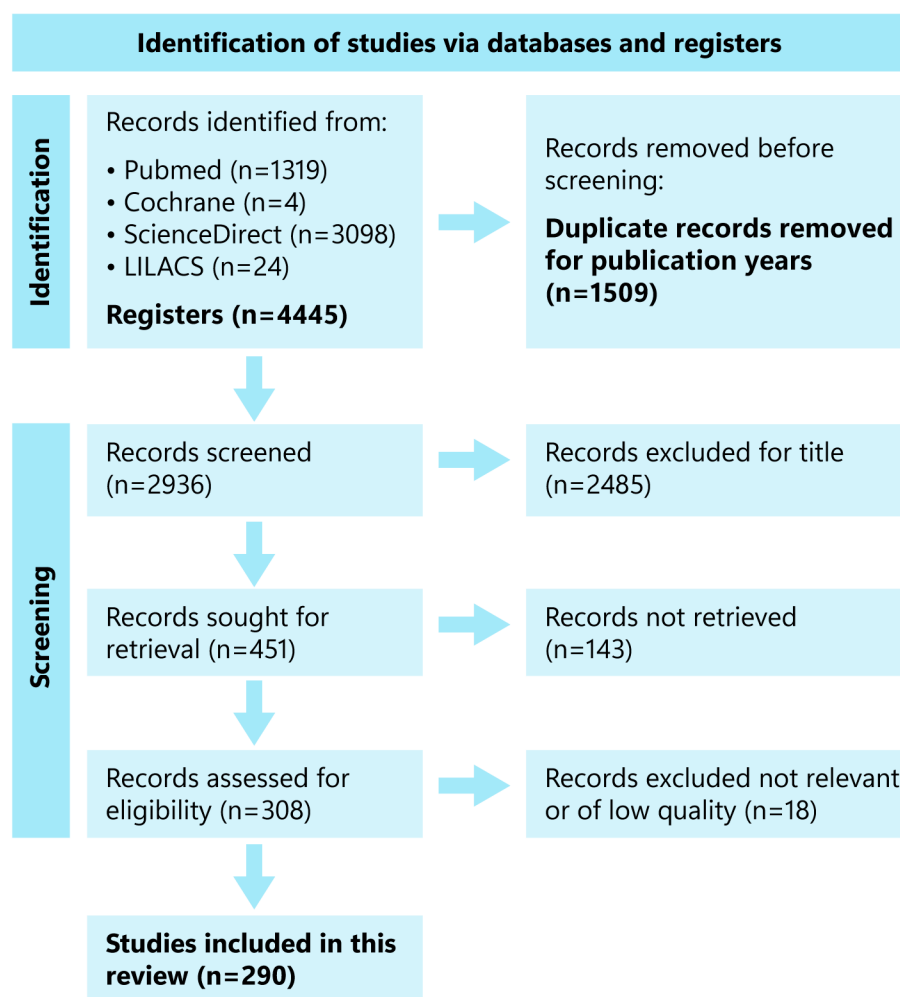 Identification of studies via databases and registers
Identification
Records identified from:
• Pubmed (n=1319)
• Cochrane (n=4)
• ScienceDirect (n=3098)
• LILACS (n=24)
Registers (n=4445)
Records removed before
screening:
Duplicate records removed
for publication years
(n=1509)
Screening
Records screened
(n=2936)
Records excluded for title
(n=2485)
Records sought for
retrieval (n=451)
Records not retrieved
(n=143)
Records assessed for
eligibility (n=308)
Records excluded not relevant
or of low quality (n=18)
Studies included in this
review (n=290)